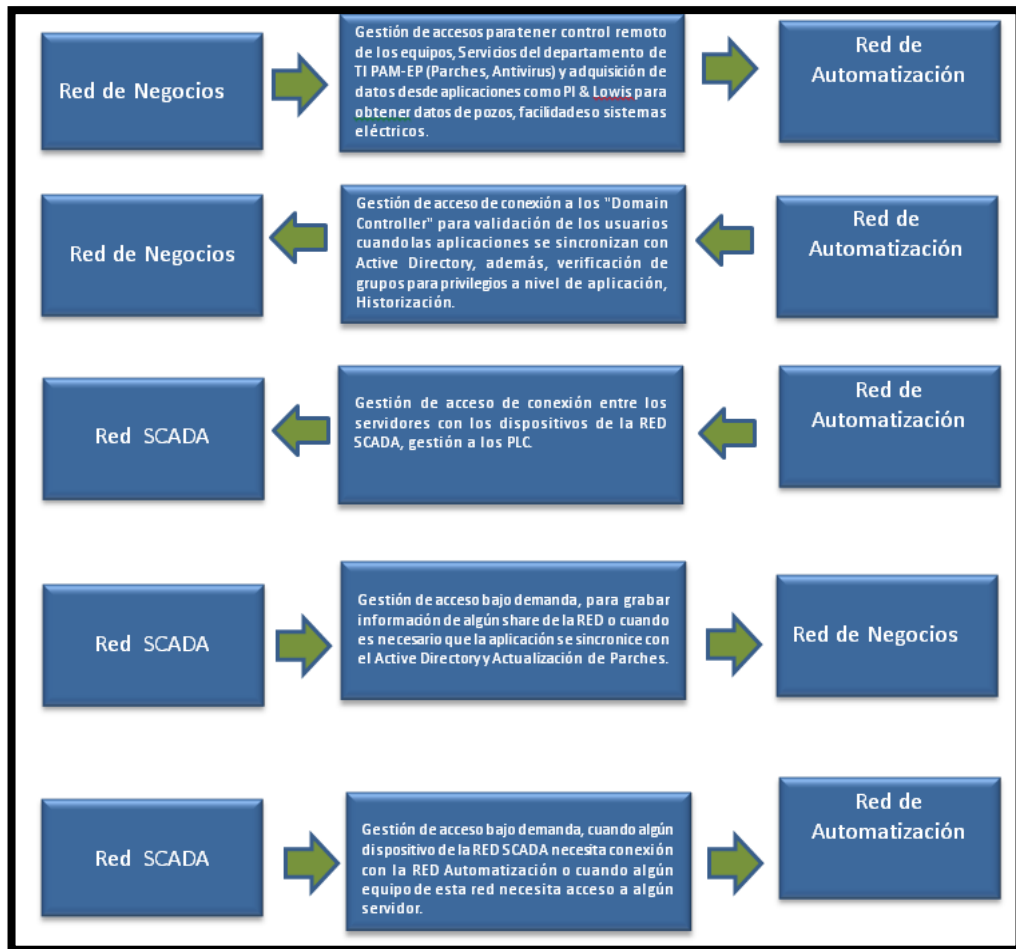 Red de Negocios
Gestión de accesos para tener control remoto
de los equipos, Servicios del departamento de
TI PAM-EP (Parches, Antivirus) y adquisición de
datos desde aplicaciones como PI & Lowis para
obtener datos de pozos, facilidades o sistemas
eléctricos.
Red de
Automatización
Red de Negocios
Gestión de acceso de conexión a los "Domain
Controller" para validación de los usuarios
cuando las aplicaciones se sincronizan con
Active Directory, además, verificación de
grupos para privilegios a nivel de aplicación,
Historización.
Red de
Automatización
Red SCADA
Gestión de acceso de conexión entre los
servidores con los dispositivos de la RED
SCADA, gestión a los PLC.
Red de
Automatización
Red SCADA
Gestión de acceso bajo demanda, para grabar
información de algún share de la RED o cuando
es necesario que la aplicación se sincronice con
el Active Directory y Actualización de Parches.
Red de Negocios
Red SCADA
Gestión de acceso bajo demanda, cuando algún
dispositivo de la RED SCADA necesita conexión
con la RED Automatización o cuando algún
equipo de esta red necesita acceso a algún
servidor.
Red de
Automatización